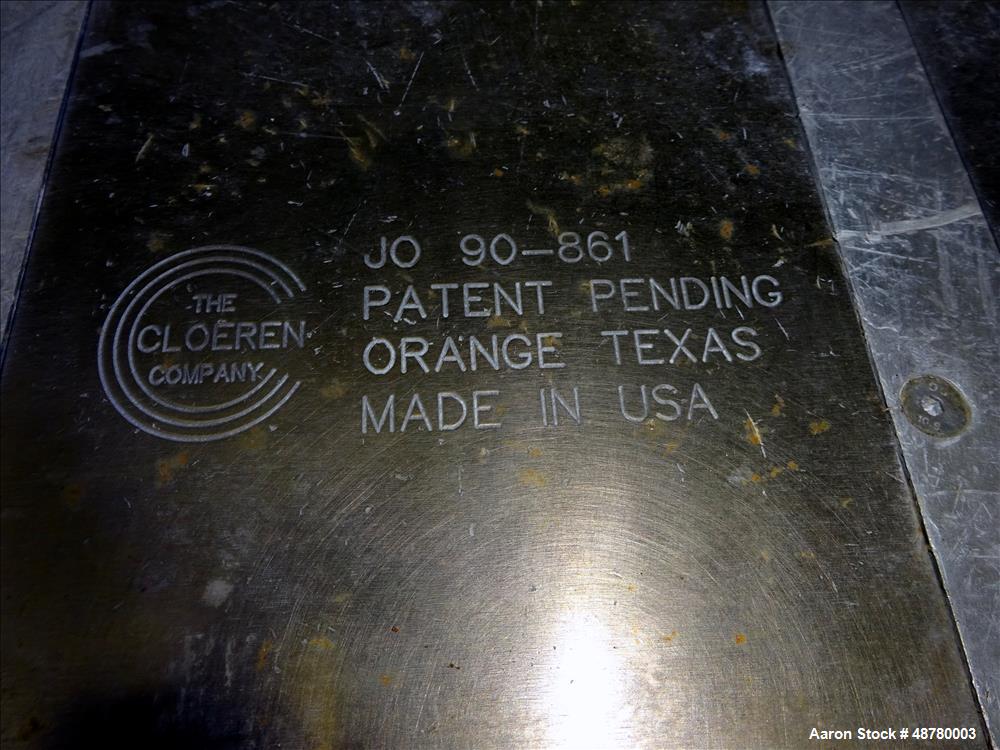 THE
CLOEREN
COMPANY
JO 90-861
PATENT PENDING
ORANGE TEXAS
MADE IN USA
Aaron Stock # 48780003